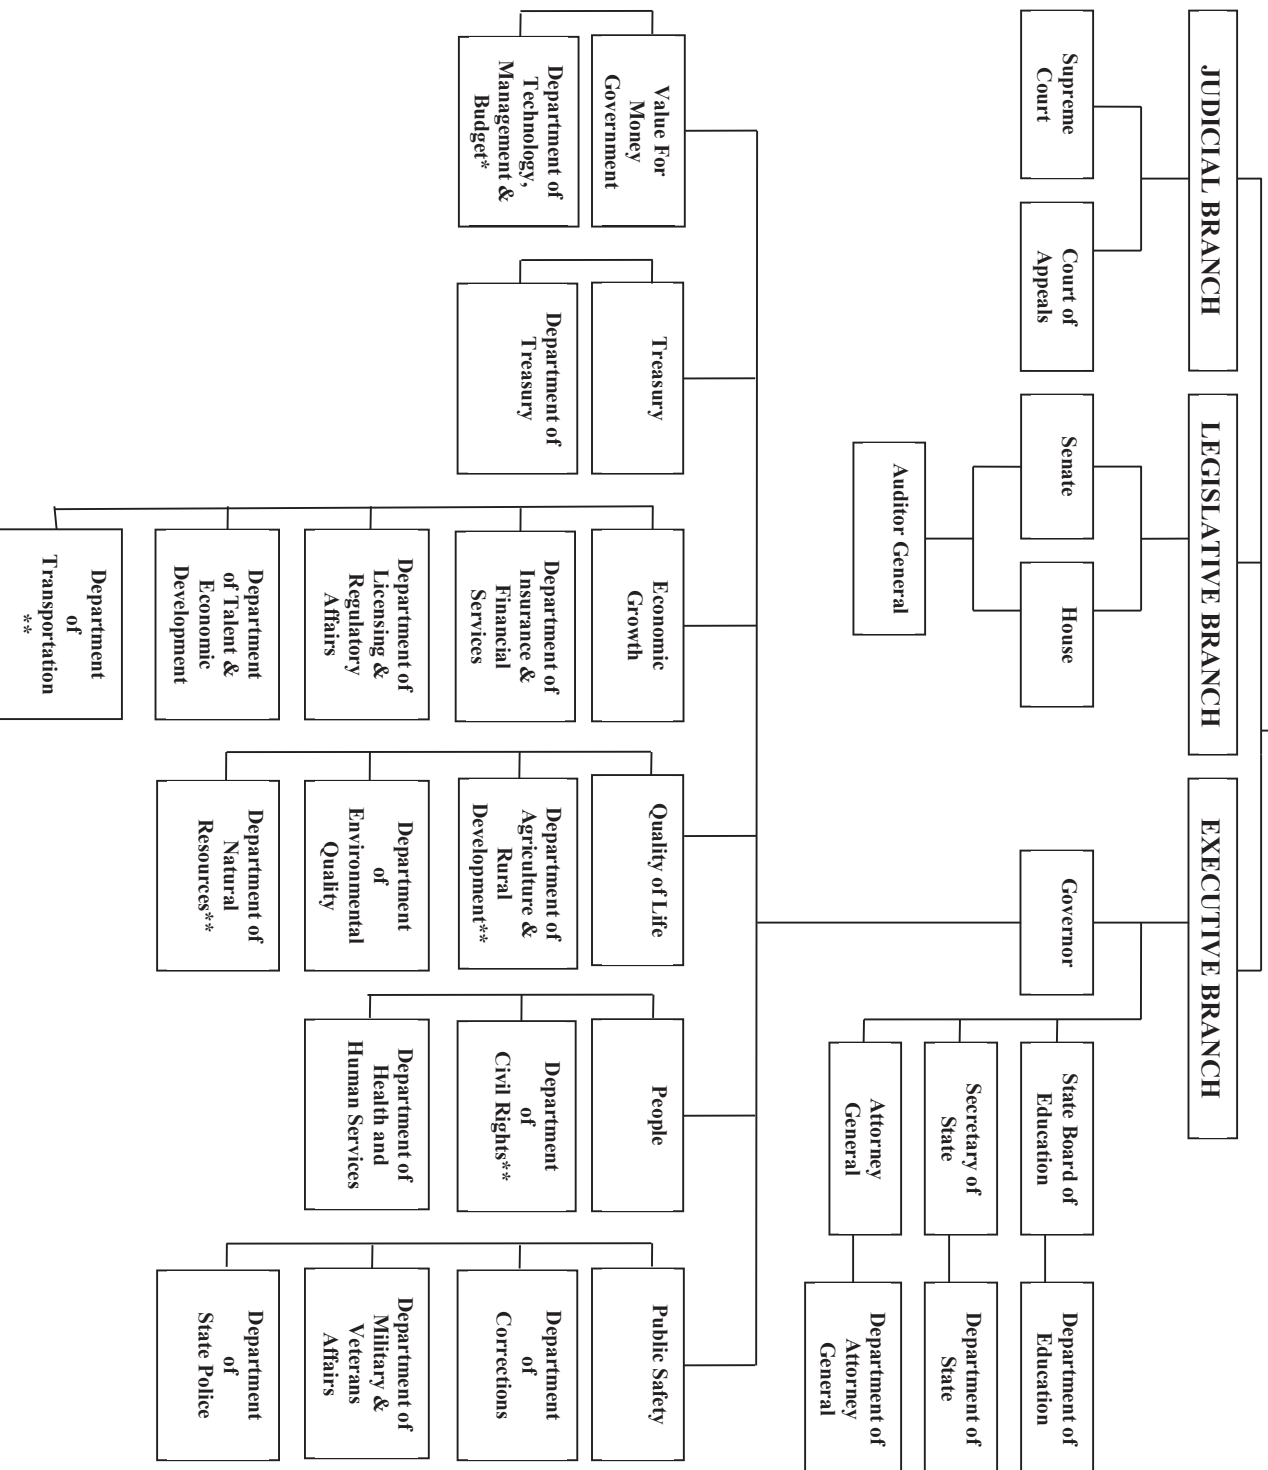 JUDICIAL BRANCH
LEGISLATIVE BRANCH
EXECUTIVE BRANCH
Supreme
Court
Court of
Appeals
Senate
House
Auditor General
Governor
State Board of
Education
Department of
Education
Secretary of
State
Department of
State
Attorney
General
Department of
Attorney
General
Value For
Money
Government
Department of
Technology,
Management &
Budget*
Treasury
Department of
Treasury
Economic
Growth
Department of
Insurance &
Financial
Services
Department of
Licensing &
Regulatory
Affairs
Department
of Talent &
Economic
Development
Department
of
Transportation
**
Quality of Life
Department of
Agriculture &
Rural
Development**
Department
of
Environmental
Quality
Department of
Natural
Resources**
People
Department
of
Civil Rights**
Department of
Health and
Human Services
Public Safety
Department
of
Corrections
Department of
Military &
Veterans
Affairs
Department
of
State Police